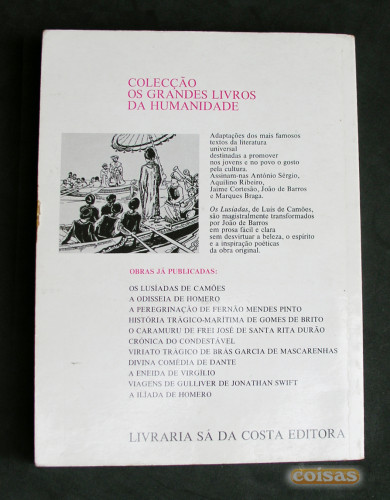 COLECÇÃO
OS GRANDES LIVROS
DA HUMANIDADE
Adaptações dos mais famosos
textos da literatura
universal
destinadas a promover
nos jovens e no povo o gosto
pela cultura.
Assinam-nas António Sérgio,
Aquilino Ribeiro,
Jaime Cortesão, João de Barros
e Marques Braga.
Os Lusíadas, de Luís de Camões,
são magistralmente transformados
por João de Barros
em prosa fácil e clara
sem desvirtuar a beleza, o espírito
e a inspiração poéticas
da obra original.
OBRAS JÁ PUBLICADAS:
OS LUSÍADAS DE CAMÕES
A ODISSEIA DE HOMERO
A PEREGRINAÇÃO DE FERNÃO MENDES PINTO
HISTÓRIA TRÁGICO-MARÍTIMA DE GOMES DE BRITO
O CARAMURU DE FREI JOSÉ DE SANTA RITA DURÃO
CRÓNICA DO CONDESTÁVEL
VIRIATO TRÁGICO DE BRÁS GARCIA DE MASCARENHAS
DIVINA COMÉDIA DE DANTE
A ENEIDA DE VIRGÍLIO
VIAGENS DE GULLIVER DE JONATHAN SWIFT
A ILÍADA DE HOMERO
LIVRARIA SÁ DA COSTA EDITORA
coisas